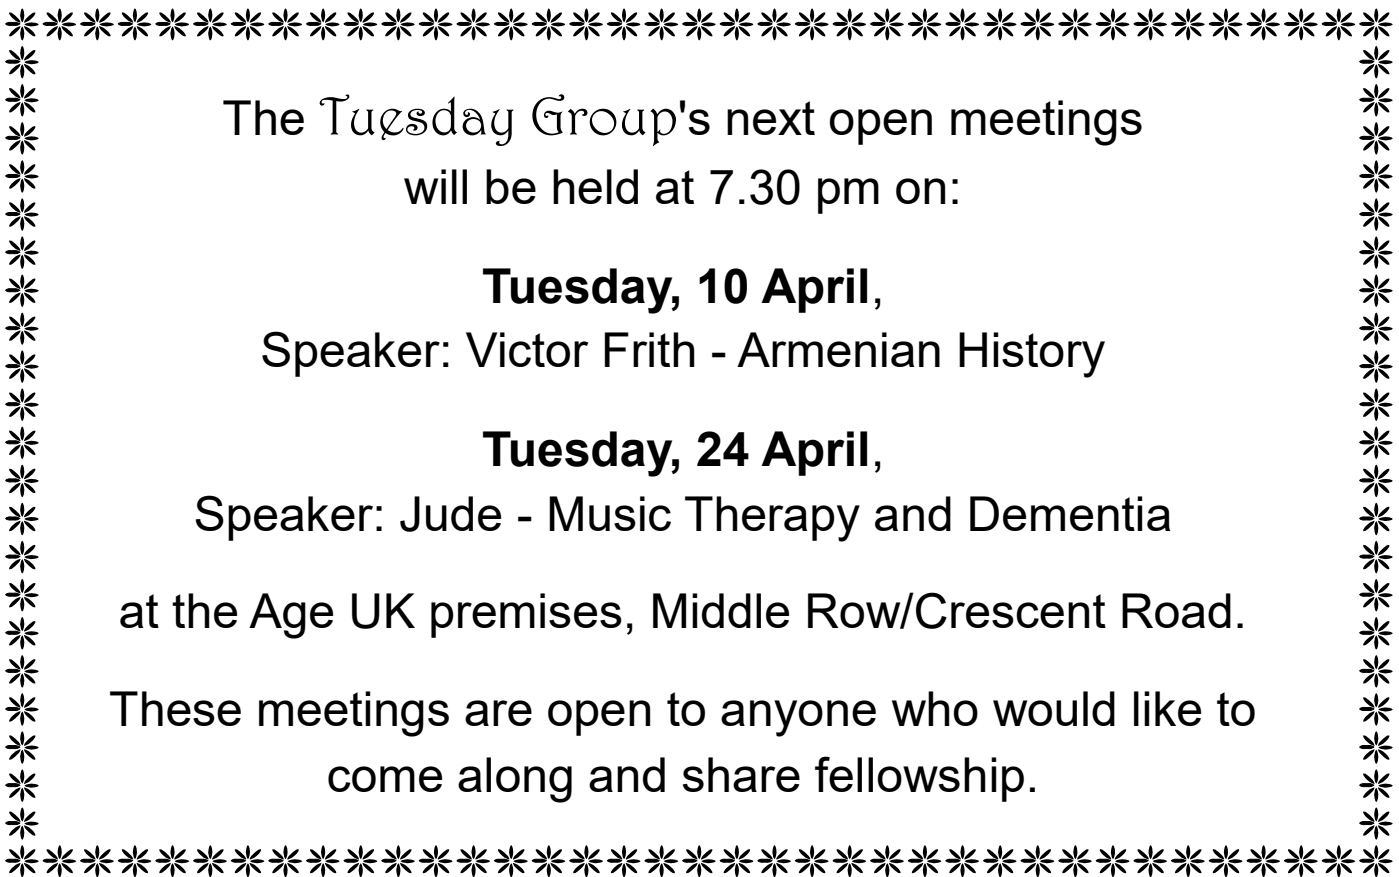 The Tuesday Group's next open meetings
will be held at 7.30 pm on:
Tuesday, 10 April,
Speaker: Victor Frith - Armenian History
Tuesday, 24 April,
Speaker: Jude - Music Therapy and Dementia
at the Age UK premises, Middle Row/Crescent Road.
These meetings are open to anyone who would like to
come along and share fellowship.